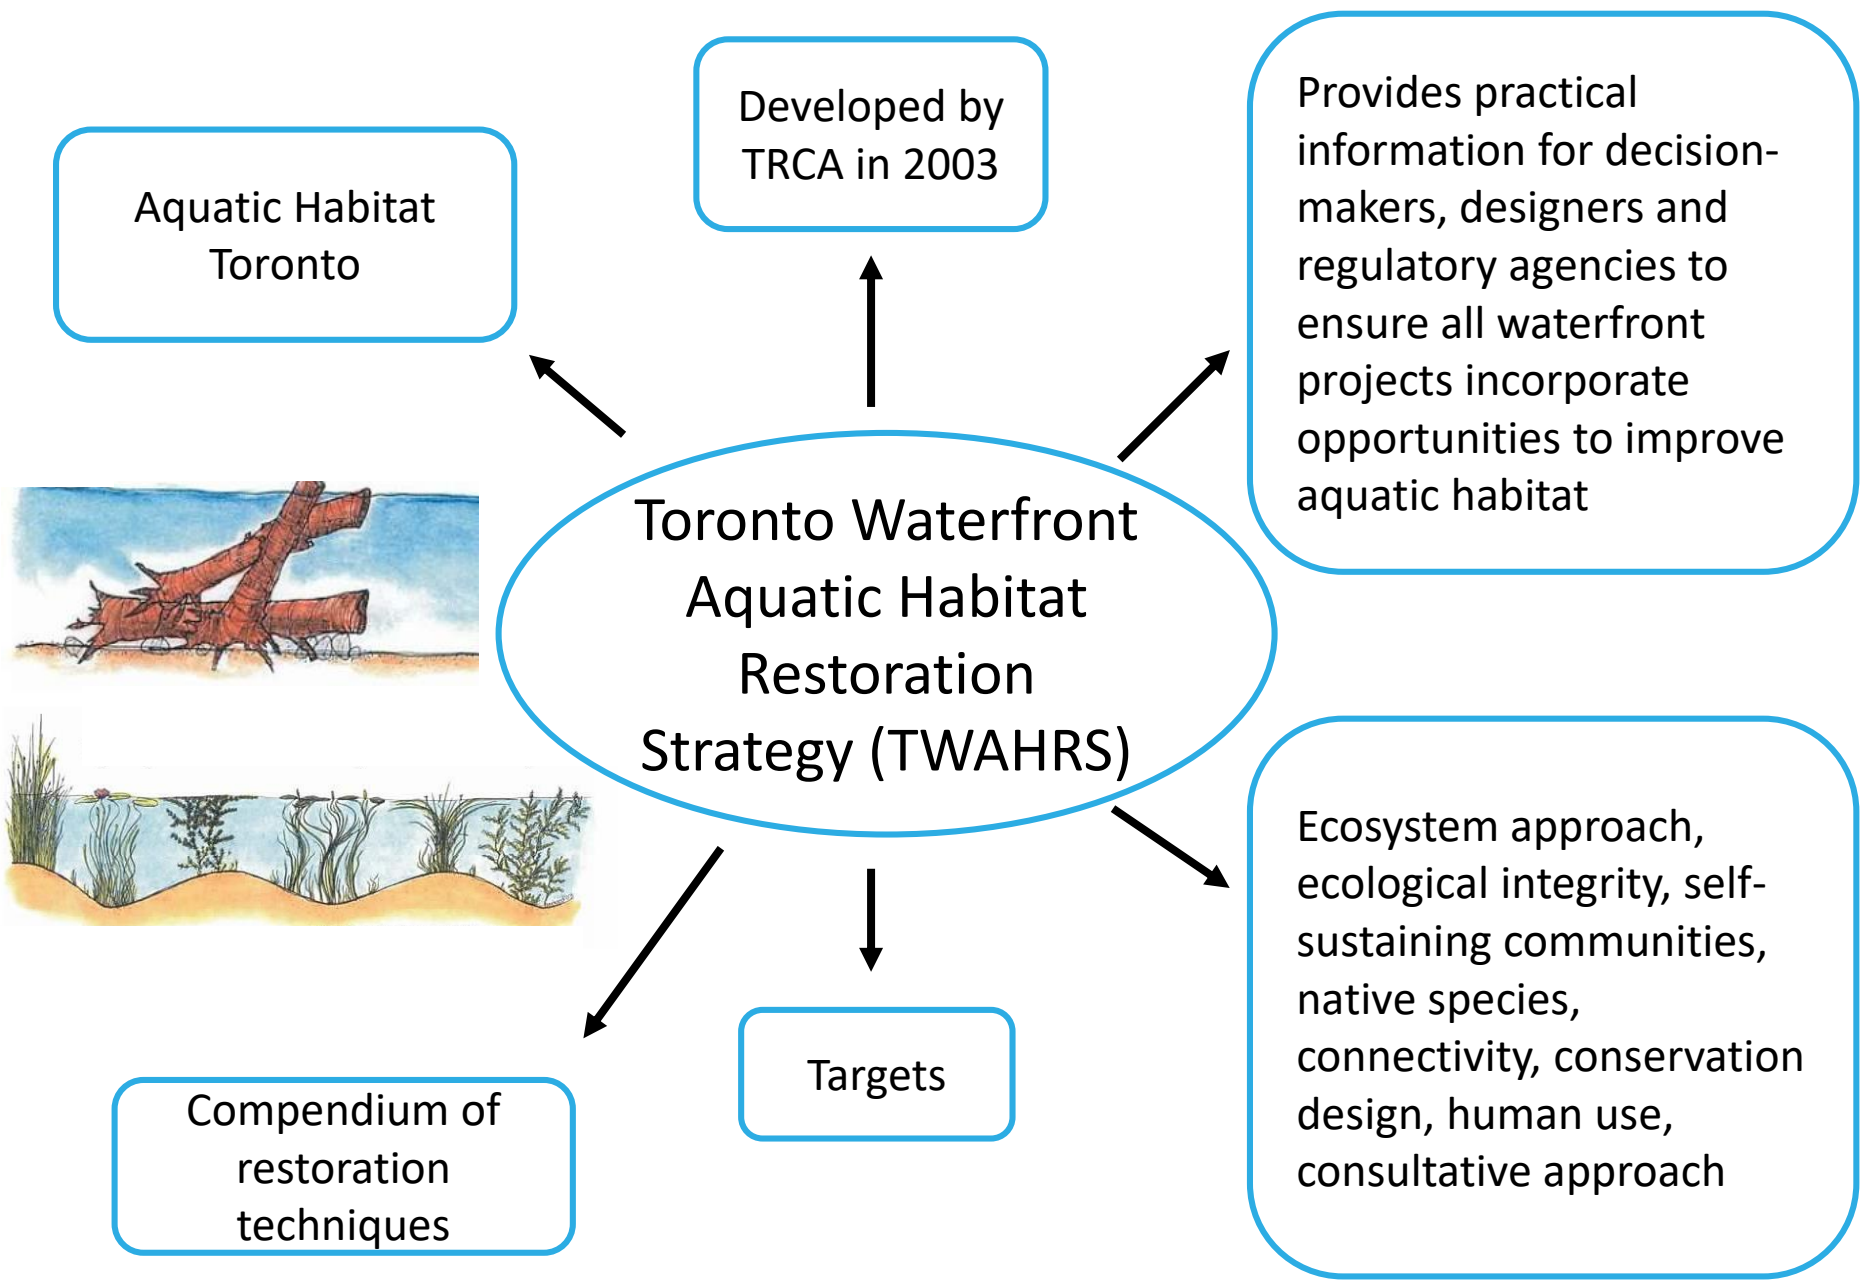 Developed by
TRCA in 2003
Provides practical
information for decision-
makers, designers and
regulatory agencies to
ensure all waterfront
projects incorporate
opportunities to improve
aquatic habitat
Aquatic Habitat
Toronto
Toronto Waterfront
Aquatic Habitat
Restoration
Strategy (TWAHRS)
Ecosystem approach,
ecological integrity, self-
sustaining communities,
native species,
connectivity, conservation
design, human use,
consultative approach
Targets
Compendium of
restoration
techniques